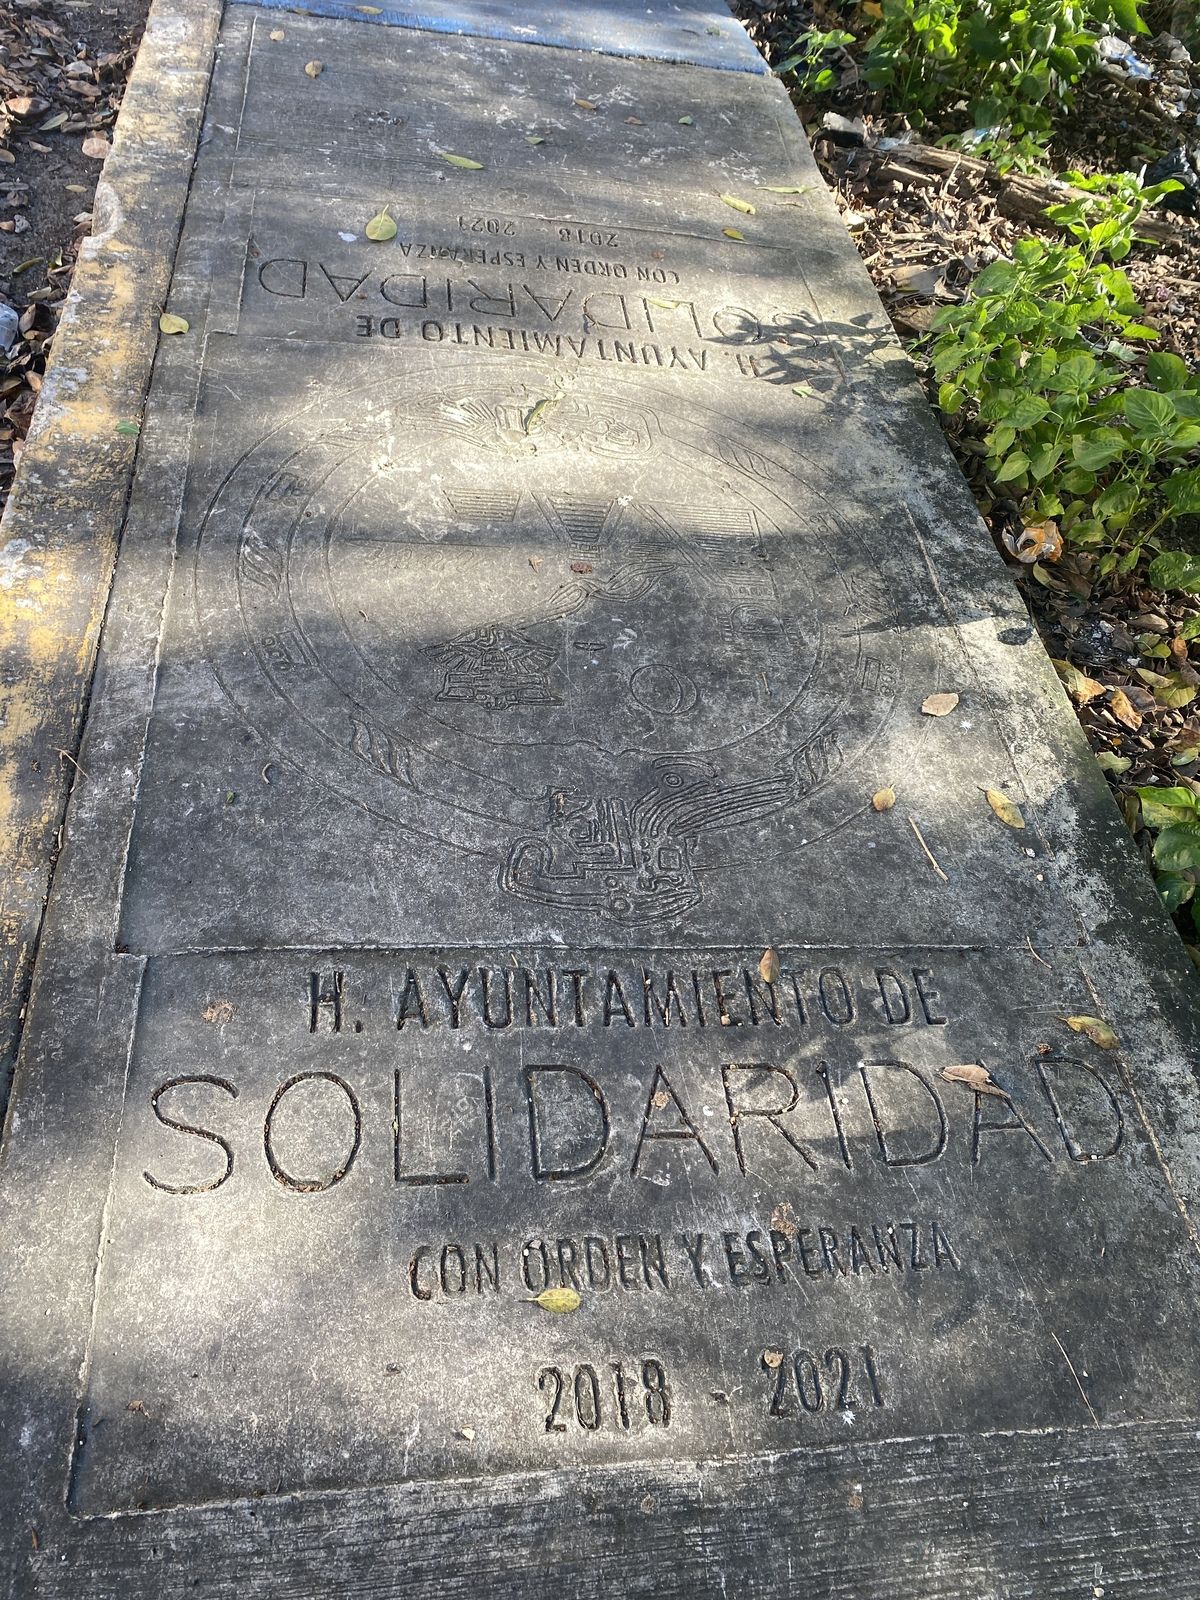 H. AYUNTAMIENTO DE
SOLIDARIDAD
CON ORDEN Y ESPERANZA
2018 - 2021
H. AYUNTAMIENTO DE
SOLIDARIDAD
CON ORDEN Y ESPERANZA
2018 - 2021